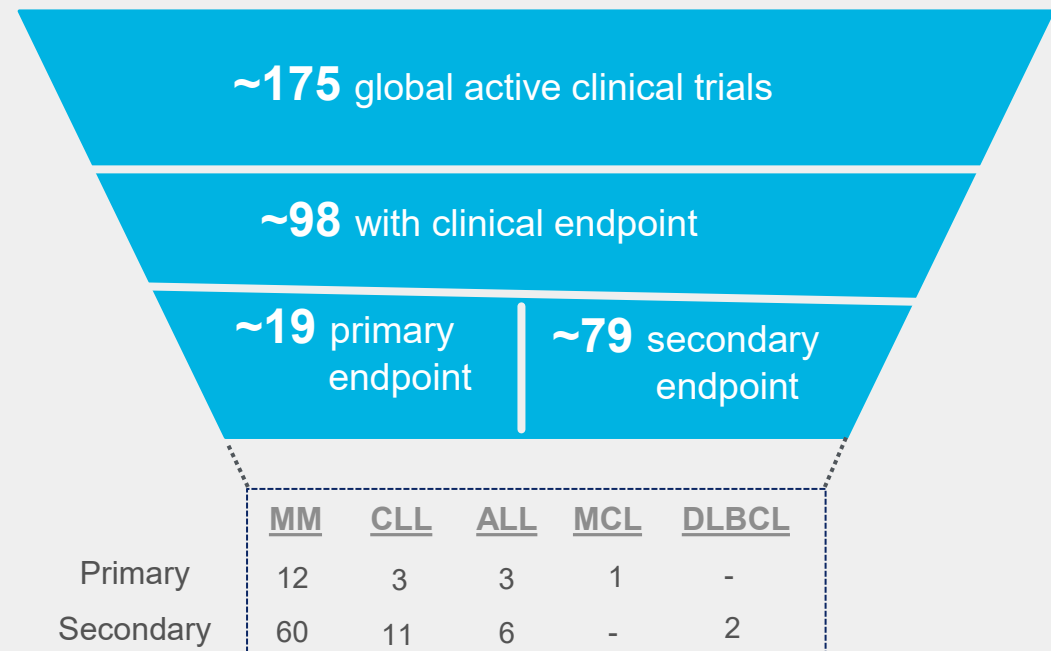 ~175 global active clinical trials
~98 with clinical endpoint
~19 primary
endpoint
~79 secondary
endpoint
MM CLL ALL MCL DLBCL
Primary 12 3 3 1 -
Secondary 60 11 6 - 2